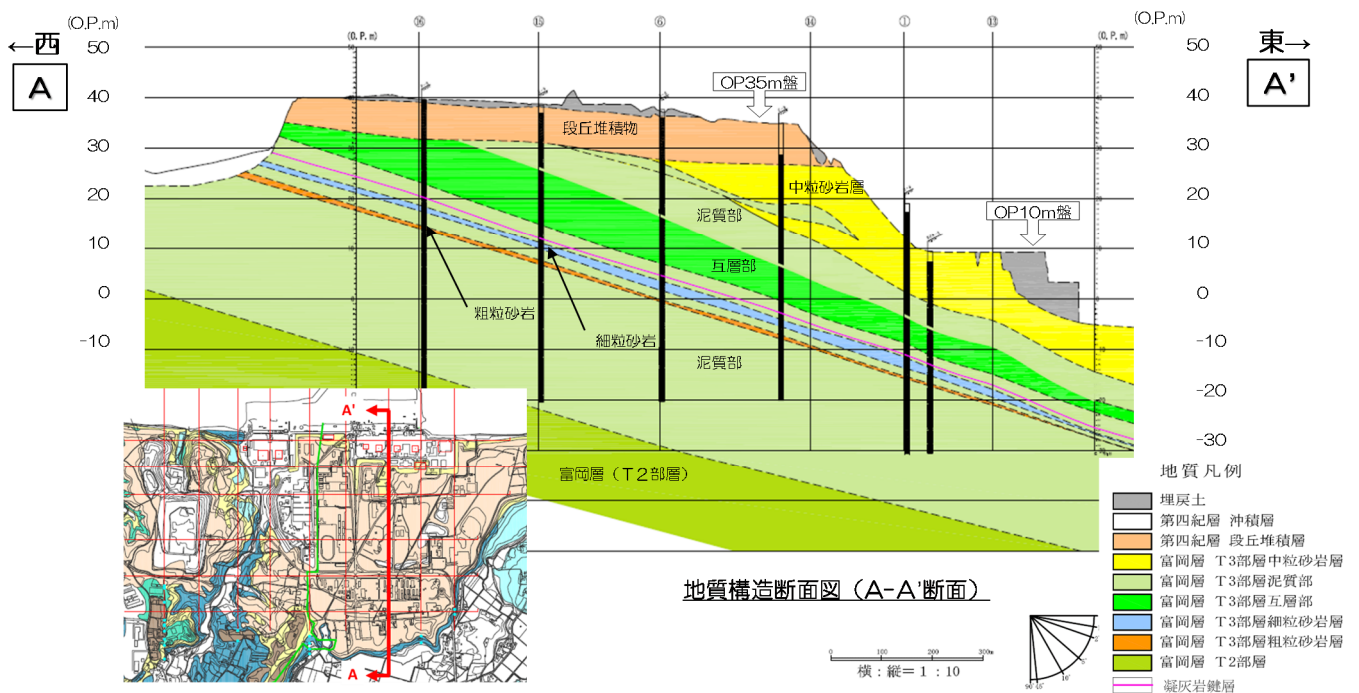 (O.P.m)
←西
A
50
40
30
20
10
0
-10
⑯
⑮
⑥
⑭
①
⑬
(O.P.m)
(O.P.m)
(O.P.m)
東→
A'
50
40
30
20
10
0
-10
-20
-30
OP35m盤
OP10m盤
段丘堆積物
中粒砂岩層
泥質部
互層部
粗粒砂岩
細粒砂岩
泥質部
富岡層(T2部層)
A'
A
地質構造断面図(A-A'断面)
0 100 200 300m
横:縦=1:10
地質凡例
埋戻土
第四紀層 沖積層
第四紀層 段丘堆積層
富岡層 T3部層中粒砂岩層
富岡層 T3部層泥質部
富岡層 T3部層互層部
富岡層 T3部層細粒砂岩層
富岡層 T3部層粗粒砂岩層
富岡層 T2部層
凝灰岩鍵層